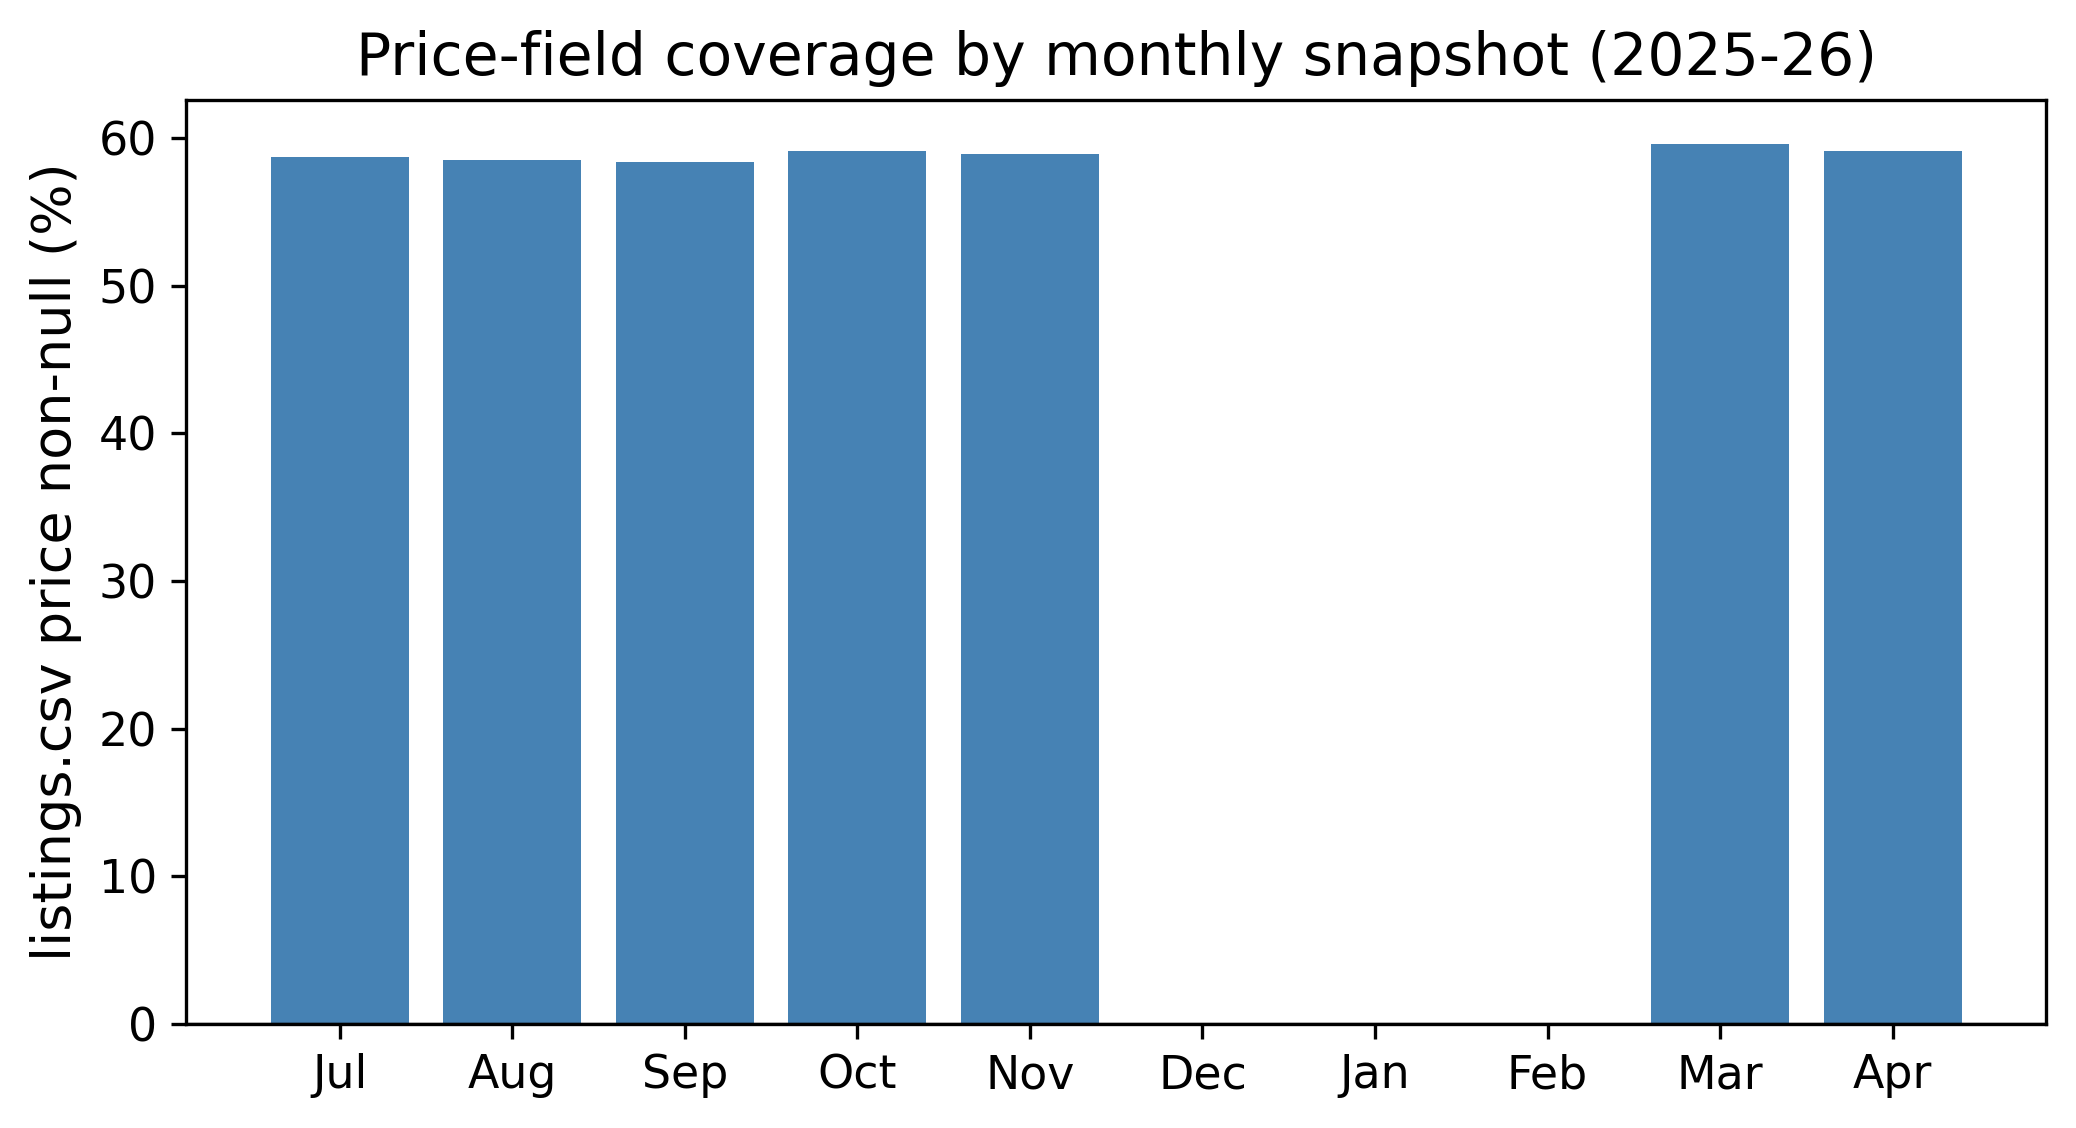 Price-field coverage by monthly snapshot (2025-26)
listings.csv price non-null (%)
60
50
40
30
20
10
0
Jul Aug Sep Oct Nov Dec Jan Feb Mar Apr